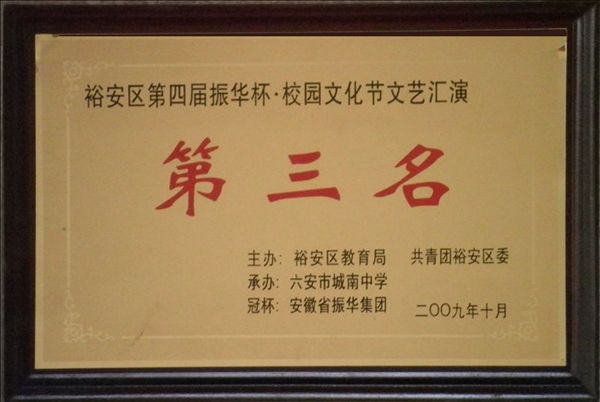 裕安区第四届振华杯·校园文化节文艺汇演
第三名
主办：裕安区教育局 共青团裕安区委
承办：六安市城南中学
冠杯：安徽省振华集团 二〇〇九年十月